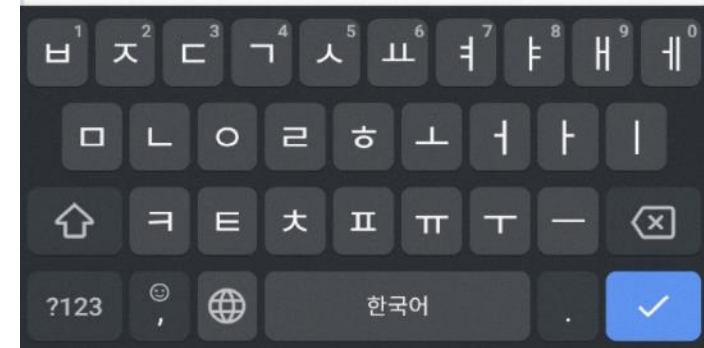 ㅂ1 ㅈ2 ㄷ3 ㄱ4 ㅅ5 ㅛ6 ㅕ7 ㅑ8 ㅐ9 ㅔ0
ㅁ ㄴ ㅇ ㄹ ㅎ ㅗ ㅓ ㅏ ㅣ
ㅋ ㅌ ㅊ ㅍ ㅠ ㅜ ㅡ
?123 , 한국어 .